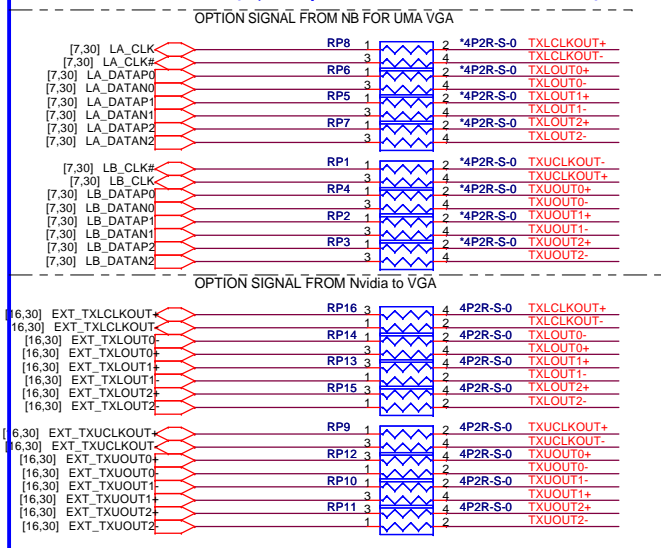 OPTION SIGNAL FROM NB FOR UMA VGA
[7,30] LA_CLK RP8 1 2 *4P2R-S-0 TXLCLKOUT+
[7,30] LA_CLK# 3 4 TXLCLKOUT-
[7,30] LA_DATAP0 RP6 1 2 *4P2R-S-0 TXLOUT0+
[7,30] LA_DATAN0 3 4 TXLOUT0-
[7,30] LA_DATAP1 RP5 1 2 *4P2R-S-0 TXLOUT1+
[7,30] LA_DATAN1 3 4 TXLOUT1-
[7,30] LA_DATAP2 RP7 1 2 *4P2R-S-0 TXLOUT2+
[7,30] LA_DATAN2 3 4 TXLOUT2-
[7,30] LB_CLK# RP1 1 2 *4P2R-S-0 TXUCLKOUT-
[7,30] LB_CLK 3 4 TXUCLKOUT+
[7,30] LB_DATAP0 RP4 1 2 *4P2R-S-0 TXUOUT0+
[7,30] LB_DATAN0 3 4 TXUOUT0-
[7,30] LB_DATAP1 RP2 1 2 *4P2R-S-0 TXUOUT1+
[7,30] LB_DATAN1 3 4 TXUOUT1-
[7,30] LB_DATAP2 RP3 1 2 *4P2R-S-0 TXUOUT2+
[7,30] LB_DATAN2 3 4 TXUOUT2-
OPTION SIGNAL FROM Nvidia to VGA
[16,30] EXT_TXLCLKOUT+ RP16 3 4 4P2R-S-0 TXLCLKOUT+
[16,30] EXT_TXLCLKOUT- 1 2 TXLCLKOUT-
[16,30] EXT_TXLOUT0- RP14 1 2 4P2R-S-0 TXLOUT0-
[16,30] EXT_TXLOUT0+ 3 4 TXLOUT0+
[16,30] EXT_TXLOUT1+ RP13 3 4 4P2R-S-0 TXLOUT1+
[16,30] EXT_TXLOUT1- 1 2 TXLOUT1-
[16,30] EXT_TXLOUT2+ RP15 3 4 4P2R-S-0 TXLOUT2+
[16,30] EXT_TXLOUT2- 1 2 TXLOUT2-
[16,30] EXT_TXUCLKOUT+ RP9 1 2 4P2R-S-0 TXUCLKOUT+
[16,30] EXT_TXUCLKOUT- 3 4 TXUCLKOUT-
[16,30] EXT_TXUOUT0+ RP12 3 4 4P2R-S-0 TXUOUT0+
[16,30] EXT_TXUOUT0- 1 2 TXUOUT0-
[16,30] EXT_TXUOUT1- RP10 1 2 4P2R-S-0 TXUOUT1-
[16,30] EXT_TXUOUT1+ 3 4 TXUOUT1+
[16,30] EXT_TXUOUT2+ RP11 3 4 4P2R-S-0 TXUOUT2+
[16,30] EXT_TXUOUT2- 1 2 TXUOUT2-